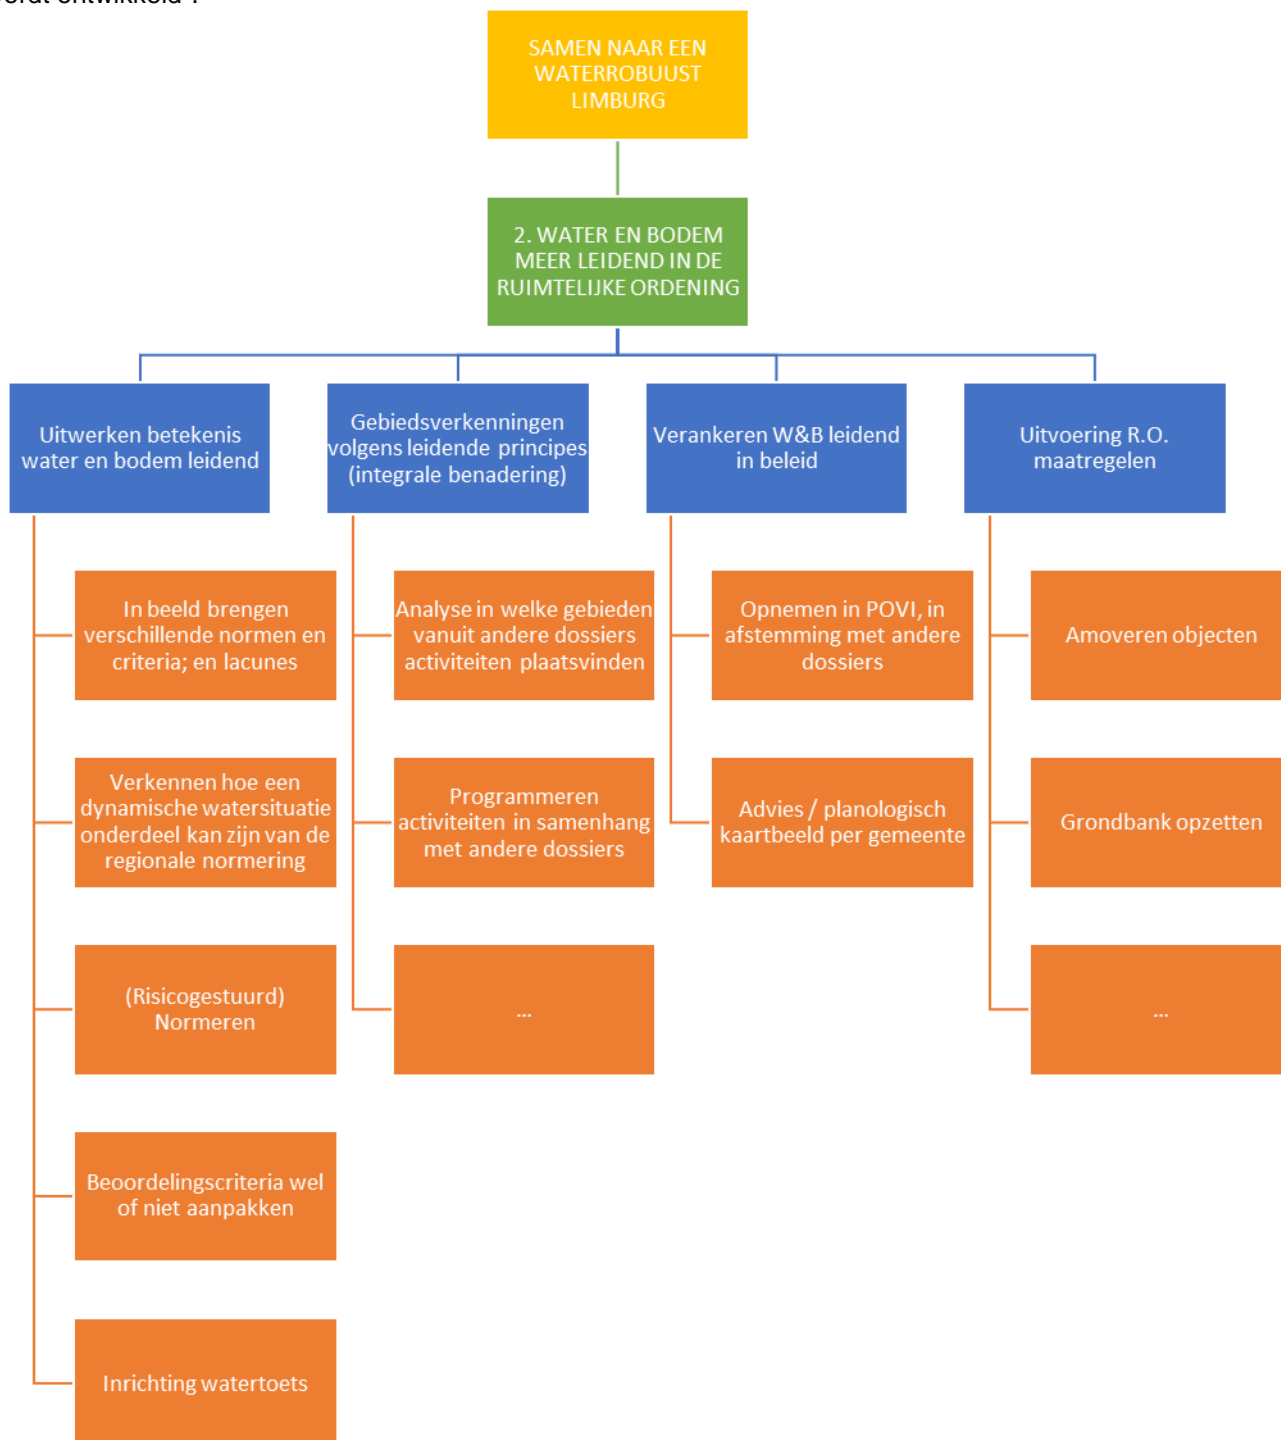 wordt ontwikkeld".
SAMEN NAAR EEN
WATERROBUUST
LIMBURG
2. WATER EN BODEM
MEER LEIDEND IN DE
RUIMTELIJKE ORDENING
Uitwerken betekenis
water en bodem leidend
In beeld brengen
verschillende normen en
criteria; en lacunes
Verkennen hoe een
dynamische watersituatie
onderdeel kan zijn van de
regionale normering
(Risicogestuurd)
Normeren
Beoordelingscriteria wel
of niet aanpakken
Inrichting watertoets
Gebiedsverkenningen
volgens leidende principes
(integrale benadering)
Analyse in welke gebieden
vanuit andere dossiers
activiteiten plaatsvinden
Programmeren
activiteiten in samenhang
met andere dossiers
...
Verankeren W&B leidend
in beleid
Opnemen in POVI, in
afstemming met andere
dossiers
Advies / planologisch
kaartbeeld per gemeente
Uitvoering R.O.
maatregelen
Amoveren objecten
Grondbank opzetten
...